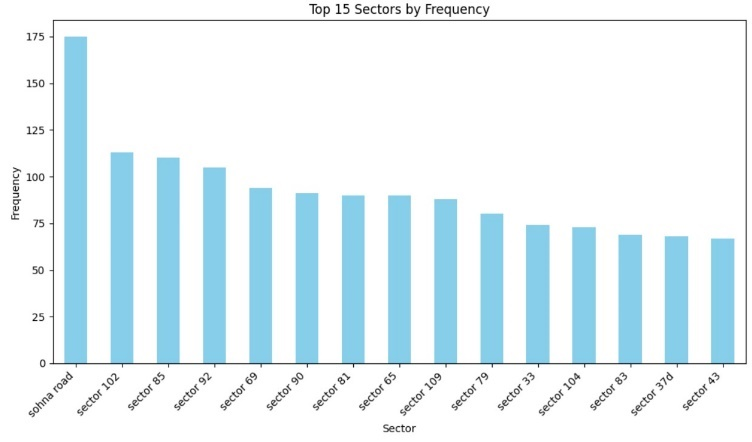 Top 15 Sectors by Frequency
Frequency
175
150
125
100
75
50
25
0
sohna road
sector 102
sector 85
sector 92
sector 69
sector 90
sector 81
sector 65
sector 109
sector 79
sector 33
sector 104
sector 83
sector 37d
sector 43
Sector